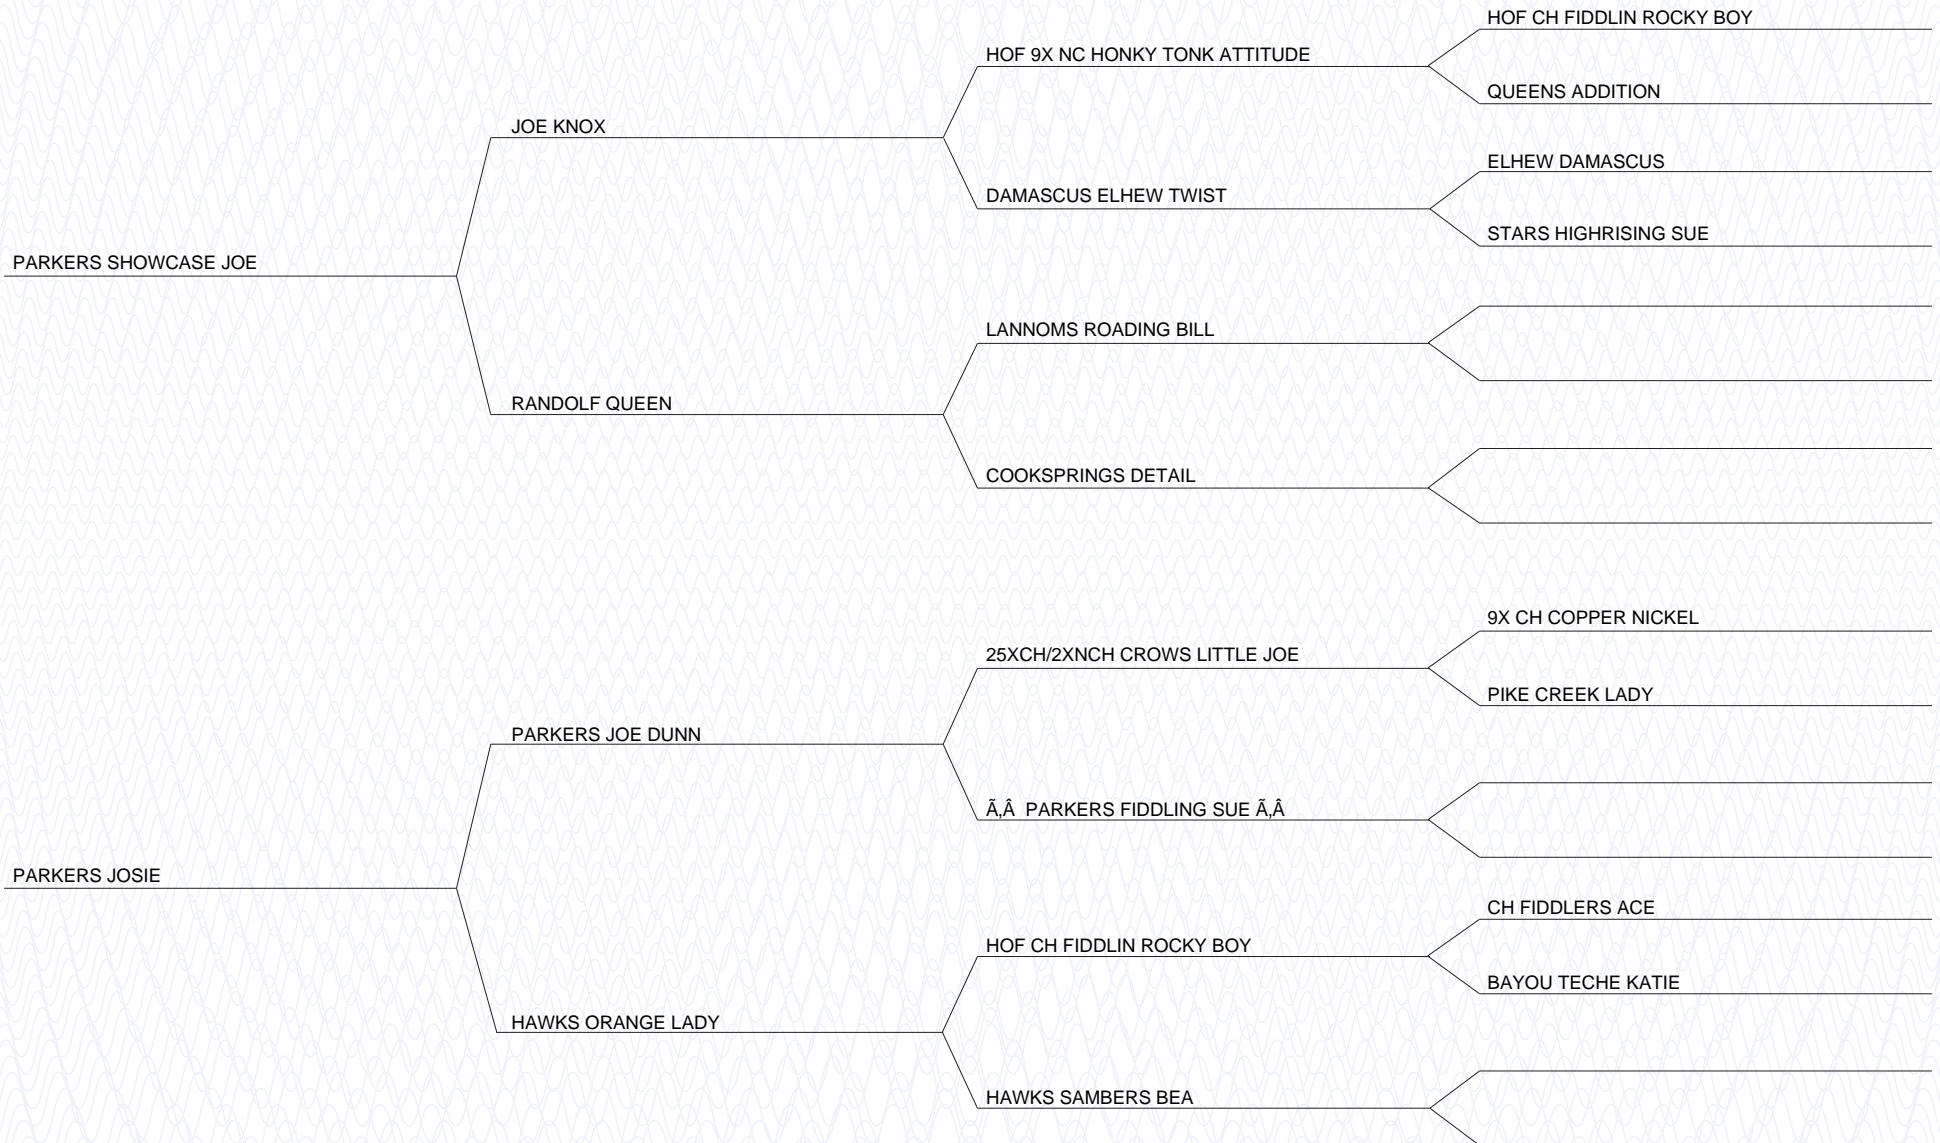 HOF CH FIDDLIN ROCKY BOY
HOF 9X NC HONKY TONK ATTITUDE
QUEENS ADDITION
JOE KNOX
ELHEW DAMASCUS
DAMASCUS ELHEW TWIST
STARS HIGHRISING SUE
PARKERS SHOWCASE JOE
LANNOMS ROADING BILL
RANDOLF QUEEN
COOKSPRINGS DETAIL
9X CH COPPER NICKEL
25XCH/2XNCH CROWS LITTLE JOE
PIKE CREEK LADY
PARKERS JOE DUNN
Ã‚Â PARKERS FIDDLING SUE Ã‚Â
PARKERS JOSIE
CH FIDDLERS ACE
HOF CH FIDDLIN ROCKY BOY
BAYOU TECHE KATIE
HAWKS ORANGE LADY
HAWKS SAMBERS BEA